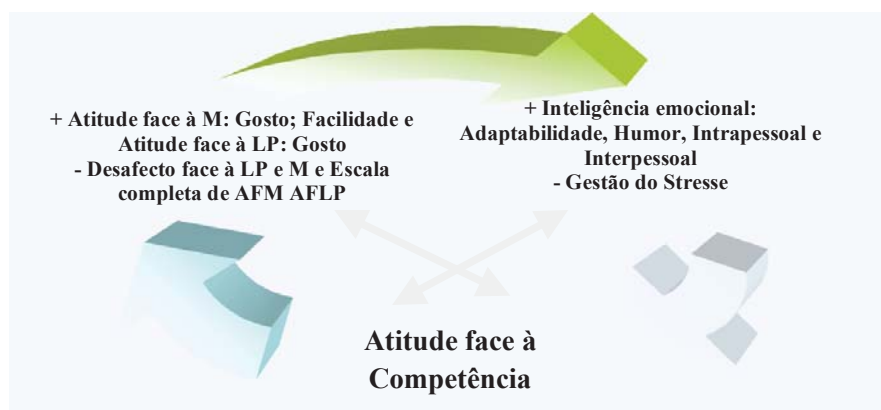 + Atitude face à M: Gosto; Facilidade e
Atitude face à LP: Gosto
- Desafecto face à LP e M e Escala
completa de AFM AFLP
+ Inteligência emocional:
Adaptabilidade, Humor, Intrapessoal e
Interpessoal
- Gestão do Stresse
Atitude face à
Competência